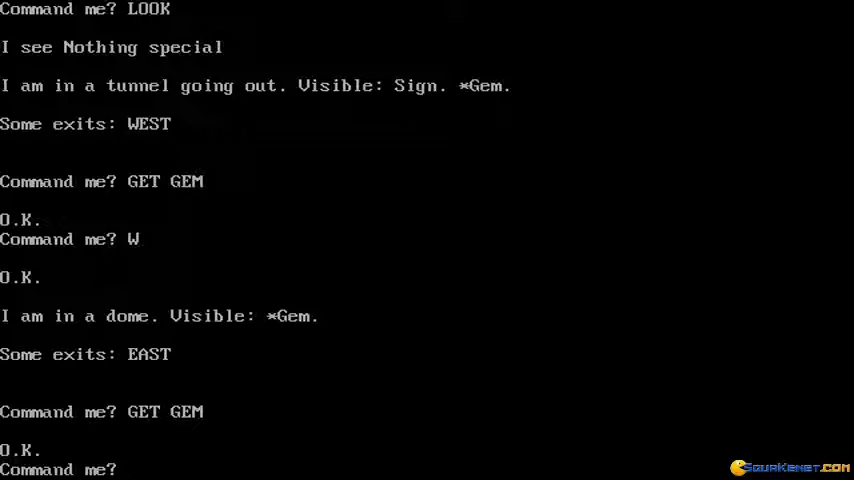 Command me? LOOK
I see Nothing special
I am in a tunnel going out. Visible: Sign. *Gem.
Some exits: WEST
Command me? GET GEM
O.K.
Command me? W
O.K.
I am in a dome. Visible: *Gem.
Some exits: EAST
Command me? GET GEM
O.K.
Command me?
SquaKenet.com